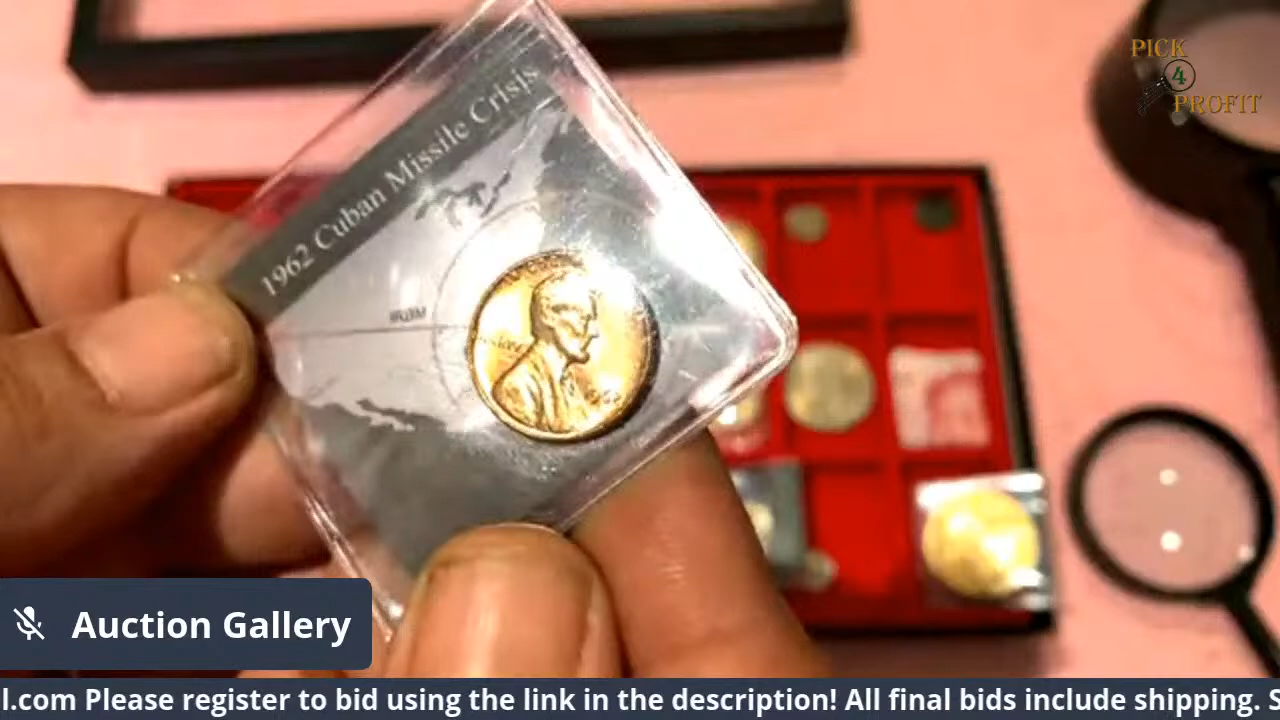 PICK
4
PROFIT
1962 Cuban Missile Crisis
Auction Gallery
l.com Please register to bid using the link in the description! All final bids include shipping. S